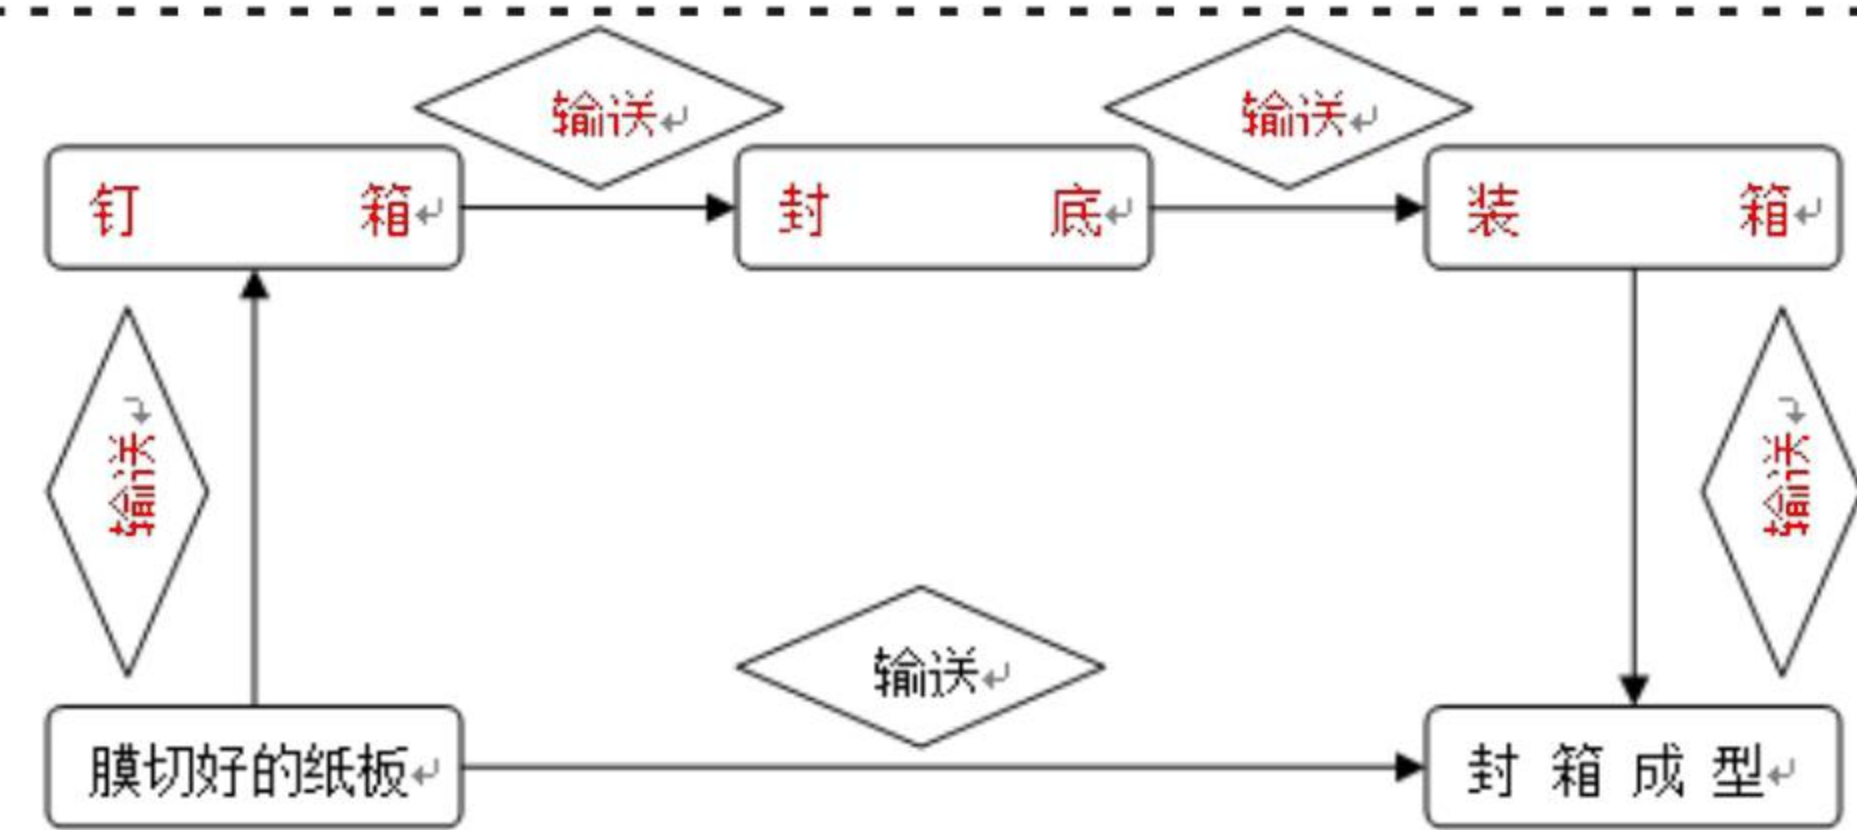 输送
输送
钉 箱
封 底
装 箱
输送
输送
输送
膜切好的纸板
封 箱 成 型